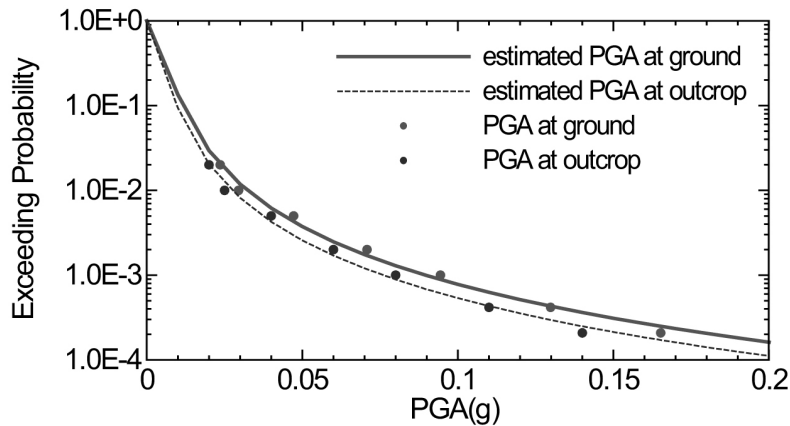 1.0E+0
1.0E-1
1.0E-2
1.0E-3
1.0E-4
Exceeding Probability
estimated PGA at ground
estimated PGA at outcrop
PGA at ground
PGA at outcrop
0 0.05 0.1 0.15 0.2
PGA(g)